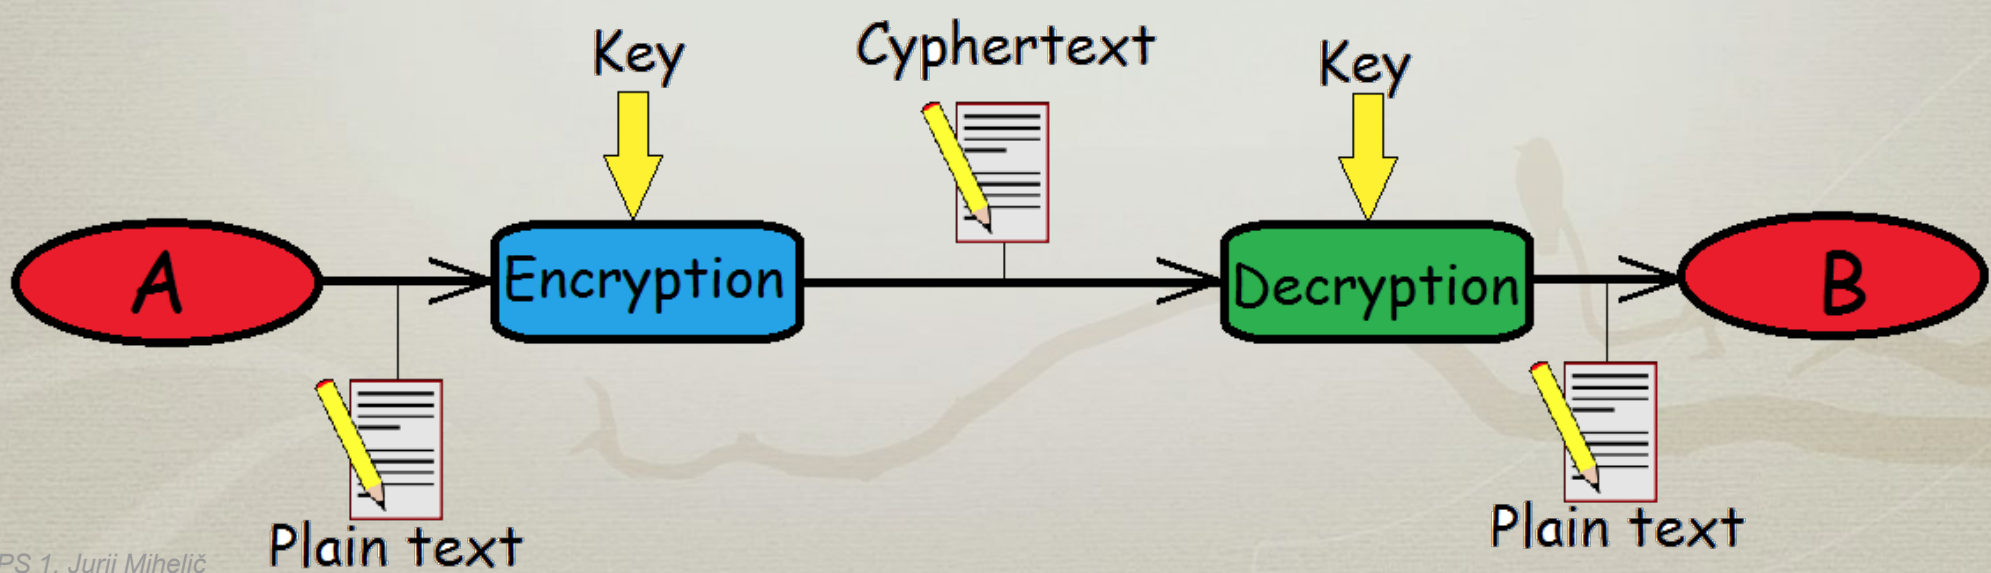 Key
Cyphertext
Key
A
Encryption
Decryption
B
Plain text
Plain text
PS 1, Jurij Mihelič